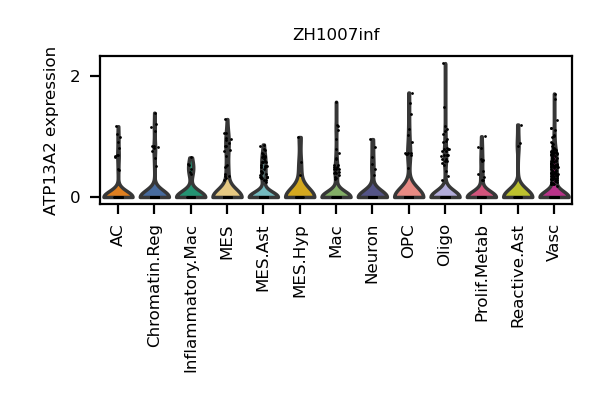 ZH1007inf
ATP13A2 expression
2
0
AC
Chromatin.Reg
Inflammatory.Mac
MES
MES.Ast
MES.Hyp
Mac
Neuron
OPC
Oligo
Prolif.Metab
Reactive.Ast
Vasc